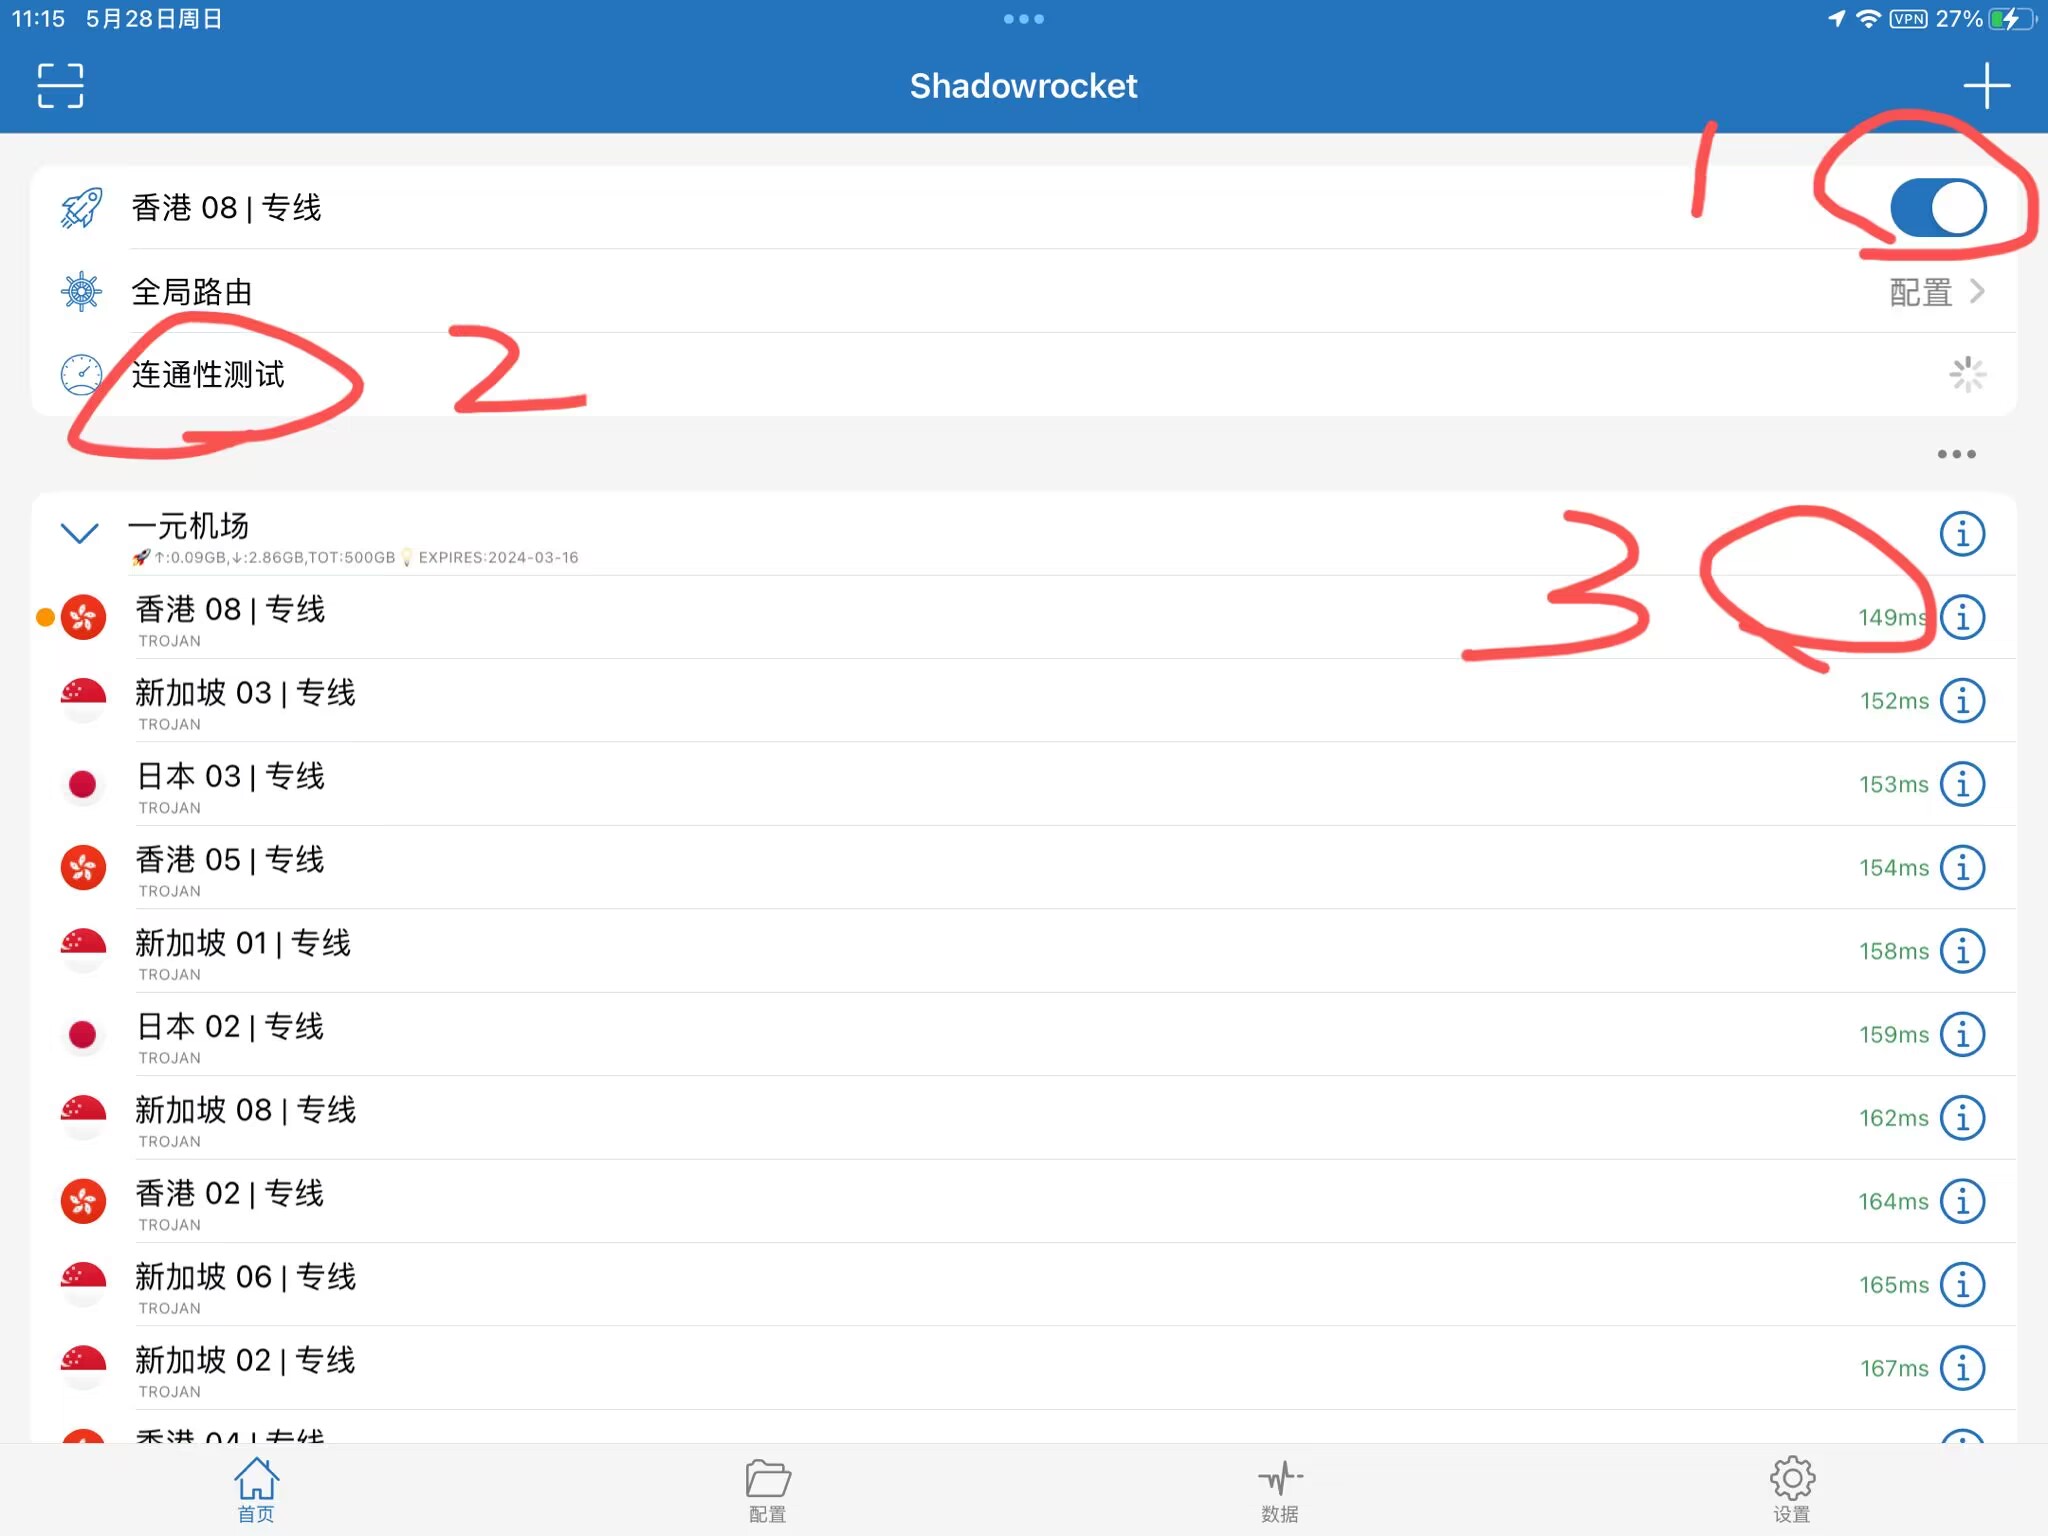 11:15 5月28日周日
VPN 27%
Shadowrocket
1
香港 08 | 专线
全局路由 配置
连通性测试
2
一元机场
↑:0.09GB,↓:2.86GB,TOT:500GB EXPIRES:2024-03-16
3
香港 08 | 专线 149ms
TROJAN
新加坡 03 | 专线 152ms
TROJAN
日本 03 | 专线 153ms
TROJAN
香港 05 | 专线 154ms
TROJAN
新加坡 01 | 专线 158ms
TROJAN
日本 02 | 专线 159ms
TROJAN
新加坡 08 | 专线 162ms
TROJAN
香港 02 | 专线 164ms
TROJAN
新加坡 06 | 专线 165ms
TROJAN
新加坡 02 | 专线 167ms
TROJAN
香港 04 | 专线
首页 配置 数据 设置